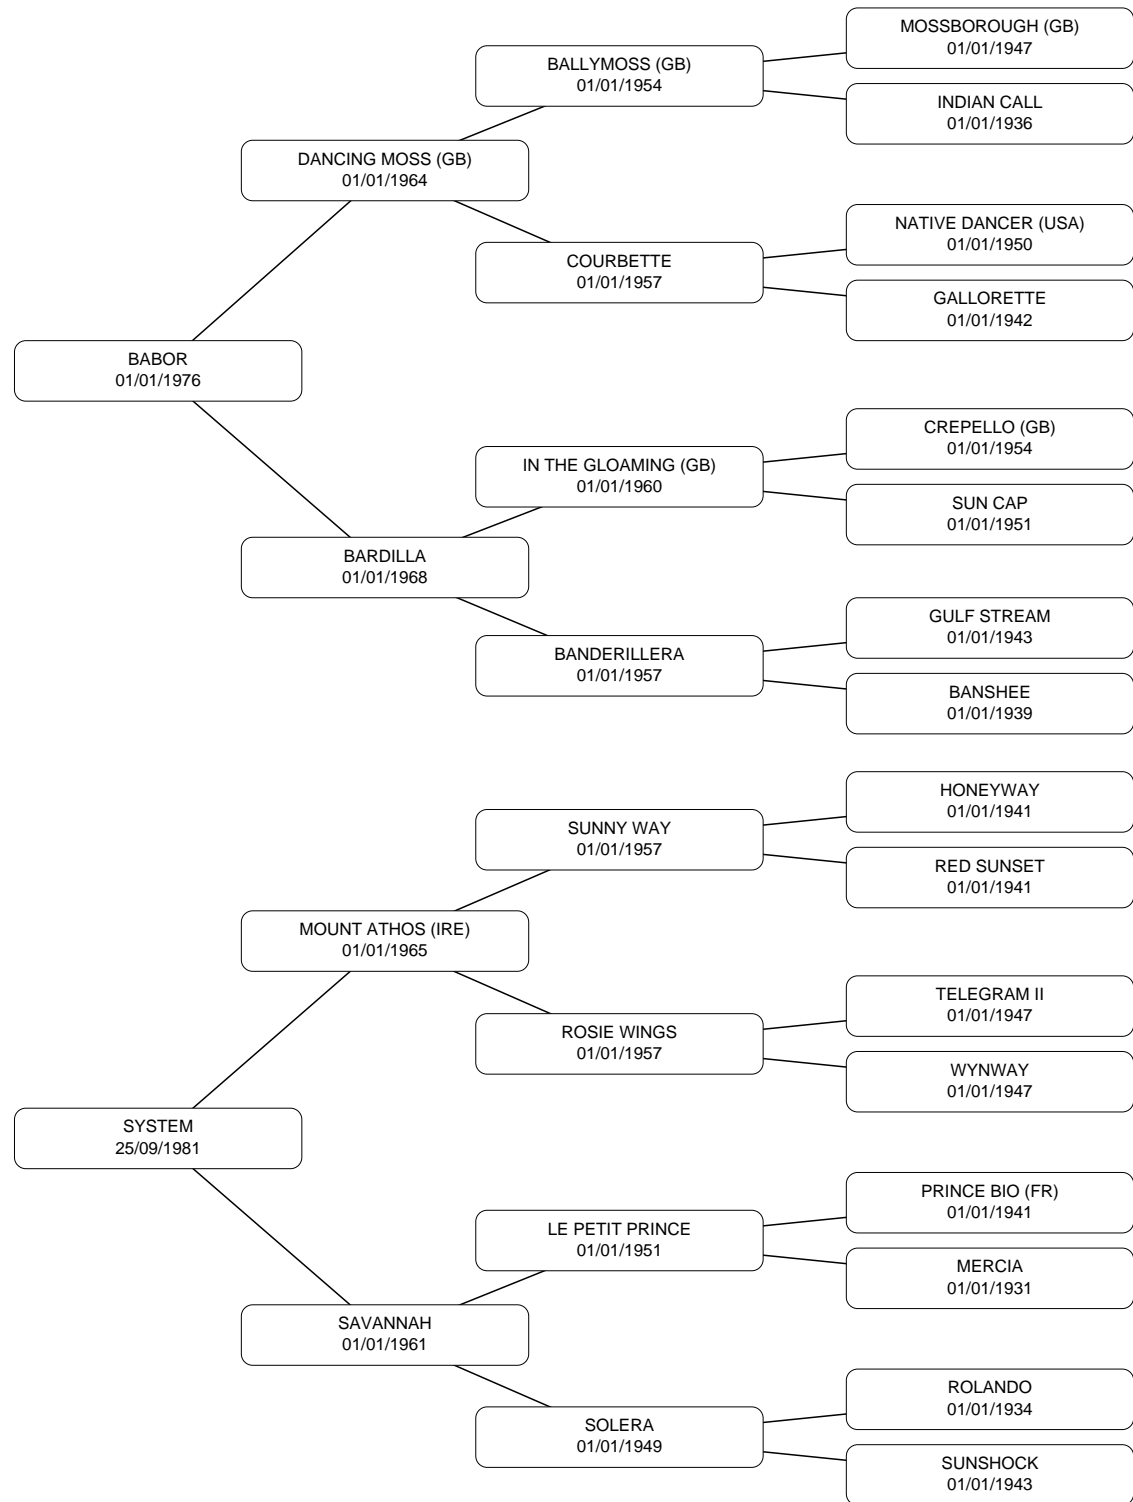 MOSSBOROUGH (GB)
01/01/1947
BALLYMOSS (GB)
01/01/1954
INDIAN CALL
01/01/1936
DANCING MOSS (GB)
01/01/1964
NATIVE DANCER (USA)
01/01/1950
COURBETTE
01/01/1957
GALLORETTE
01/01/1942
BABOR
01/01/1976
CREPELLO (GB)
01/01/1954
IN THE GLOAMING (GB)
01/01/1960
SUN CAP
01/01/1951
BARDILLA
01/01/1968
GULF STREAM
01/01/1943
BANDERILLERA
01/01/1957
BANSHEE
01/01/1939
HONEYWAY
01/01/1941
SUNNY WAY
01/01/1957
RED SUNSET
01/01/1941
MOUNT ATHOS (IRE)
01/01/1965
TELEGRAM II
01/01/1947
ROSIE WINGS
01/01/1957
WYNWAY
01/01/1947
SYSTEM
25/09/1981
PRINCE BIO (FR)
01/01/1941
LE PETIT PRINCE
01/01/1951
MERCIA
01/01/1931
SAVANNAH
01/01/1961
ROLANDO
01/01/1934
SOLERA
01/01/1949
SUNSHOCK
01/01/1943